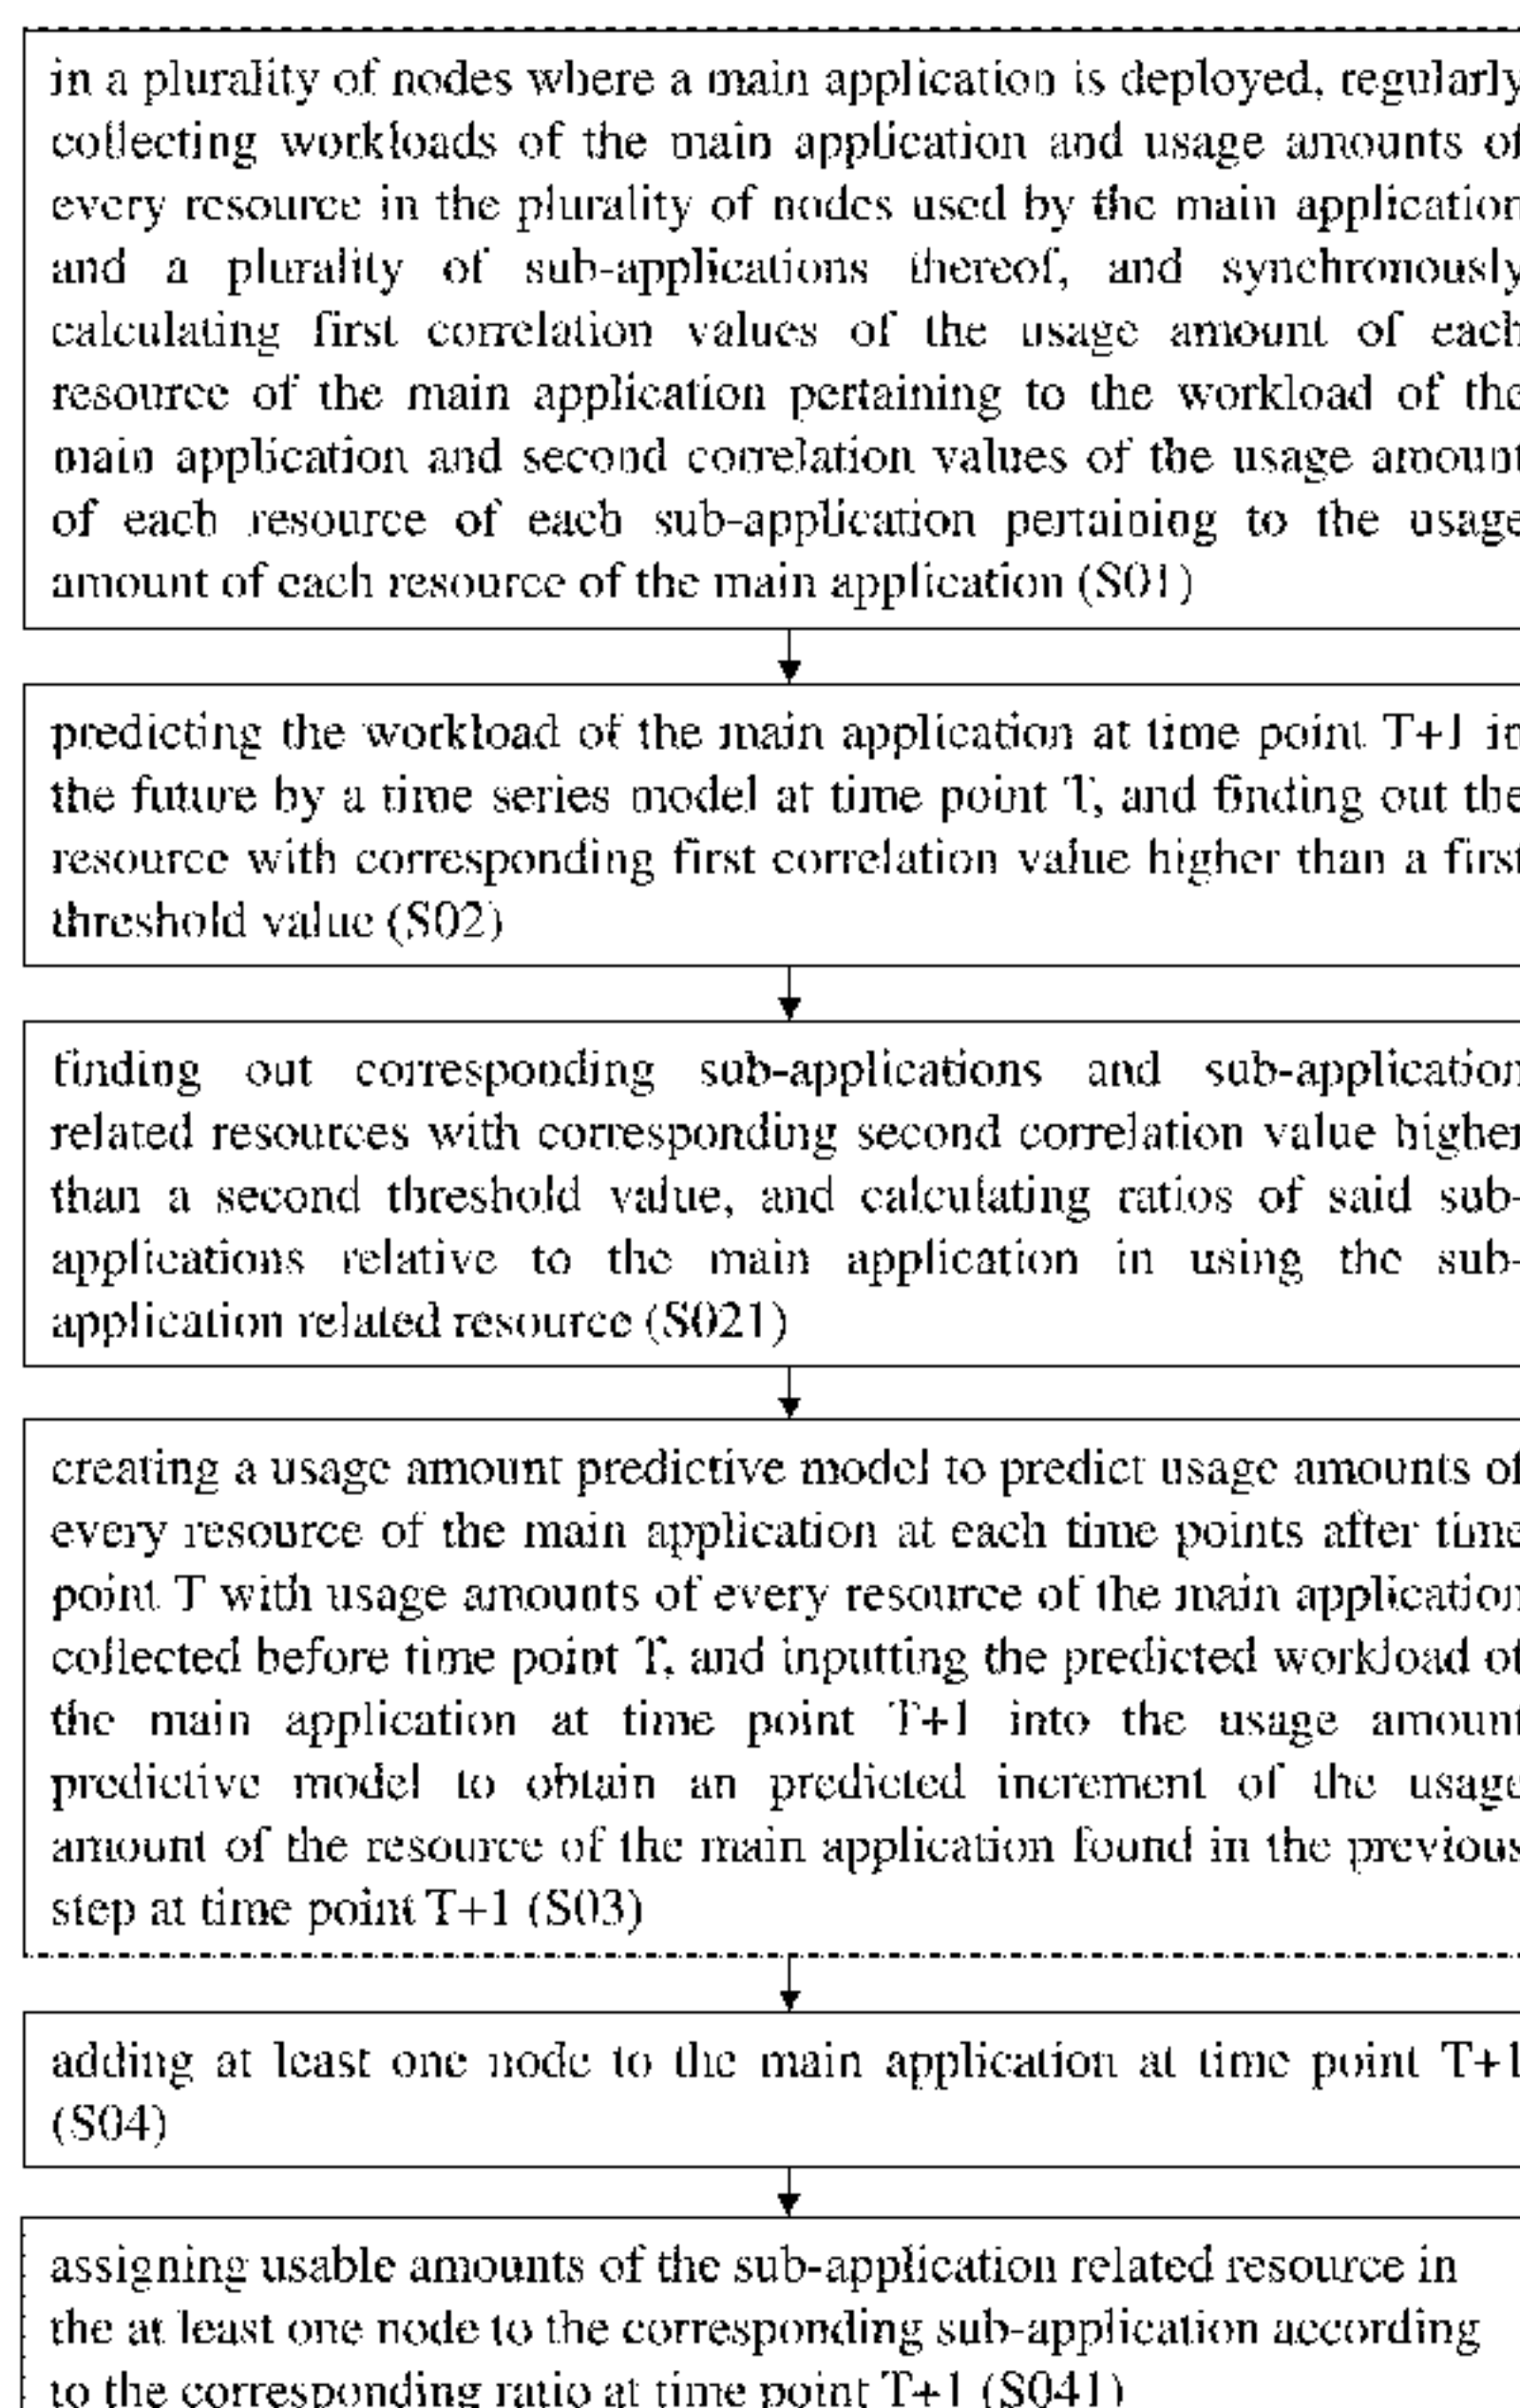 in a plurality of nodes where a main application is deployed, regularly
collecting workloads of the main application and usage amounts of
every resource in the plurality of nodes used by the main application
and a plurality of sub-applications thereof, and synchronously
calculating first correlation values of the usage amount of each
resource of the main application pertaining to the workload of the
main application and second correlation values of the usage amount
of each resource of each sub-application pertaining to the usage
amount of each resource of the main application (S01)
predicting the workload of the main application at time point T+1 in
the future by a time series model at time point T, and finding out the
resource with corresponding first correlation value higher than a first
threshold value (S02)
finding out corresponding sub-applications and sub-application
related resources with corresponding second correlation value higher
than a second threshold value, and calculating ratios of said sub-
applications relative to the main application in using the sub-
application related resource (S021)
creating a usage amount predictive model to predict usage amounts of
every resource of the main application at each time points after time
point T with usage amounts of every resource of the main application
collected before time point T, and inputting the predicted workload of
the main application at time point T+1 into the usage amount
predictive model to obtain an predicted increment of the usage
amount of the resource of the main application found in the previous
step at time point T+1 (S03)
adding at least one node to the main application at time point T+1
(S04)
assigning usable amounts of the sub-application related resource in
the at least one node to the corresponding sub-application according
to the corresponding ratio at time point T+1 (S041)